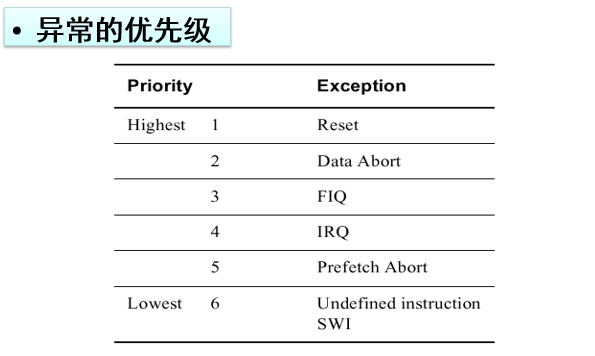 • 异常的优先级
Priority Exception
Highest 1 Reset
2 Data Abort
3 FIQ
4 IRQ
5 Prefetch Abort
Lowest 6 Undefined instruction
SWI